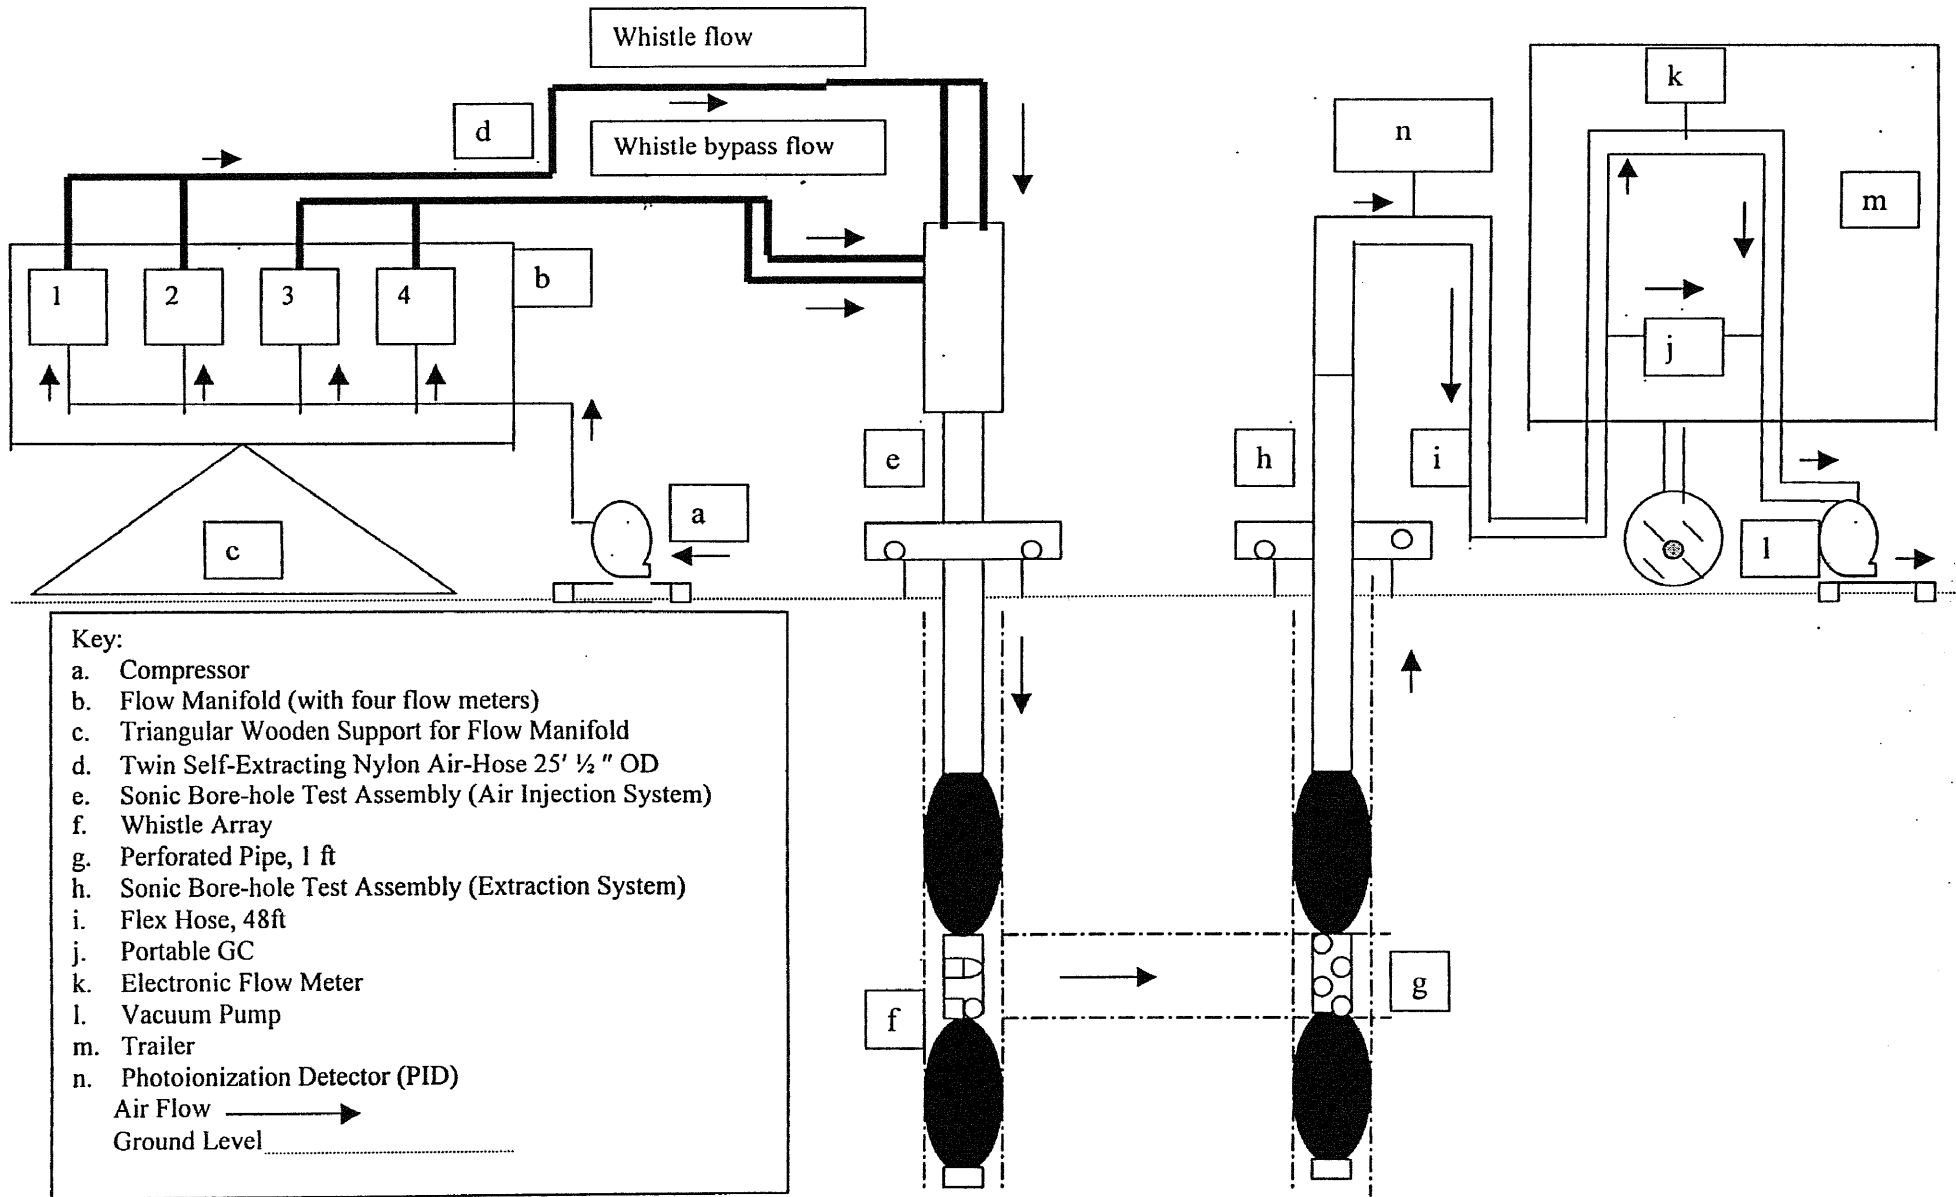 Whistle flow
k
d
n
Whistle bypass flow
m
b
1
2
3
4
j
e
h
i
a
c
l
Key:
a. Compressor
b. Flow Manifold (with four flow meters)
c. Triangular Wooden Support for Flow Manifold
d. Twin Self-Extracting Nylon Air-Hose 25′ ½ ″ OD
e. Sonic Bore-hole Test Assembly (Air Injection System)
f. Whistle Array
g. Perforated Pipe, 1 ft
h. Sonic Bore-hole Test Assembly (Extraction System)
i. Flex Hose, 48ft
j. Portable GC
k. Electronic Flow Meter
l. Vacuum Pump
m. Trailer
n. Photoionization Detector (PID)
Air Flow
Ground Level
f
g